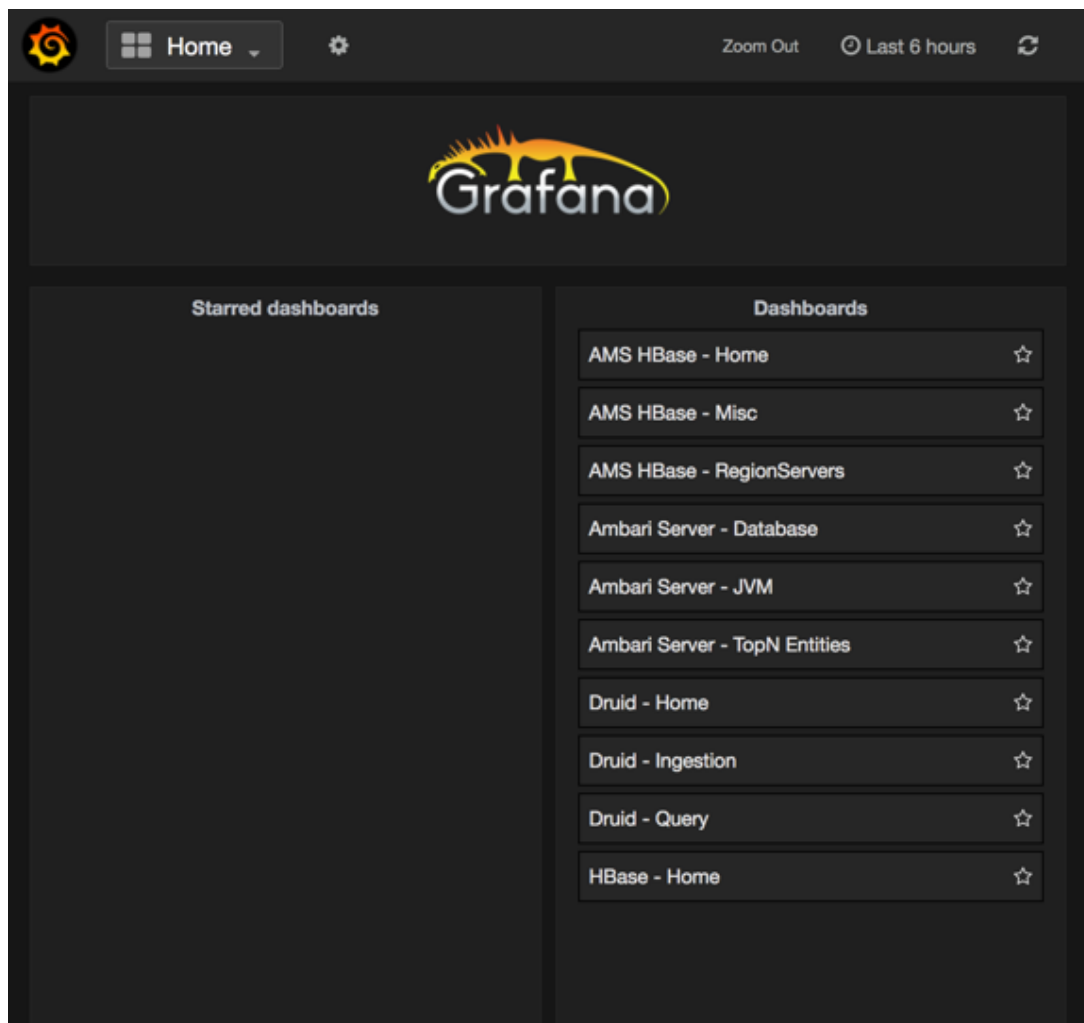 Home
Zoom Out
Last 6 hours
Grafana
Starred dashboards
Dashboards
AMS HBase - Home
AMS HBase - Misc
AMS HBase - RegionServers
Ambari Server - Database
Ambari Server - JVM
Ambari Server - TopN Entities
Druid - Home
Druid - Ingestion
Druid - Query
HBase - Home